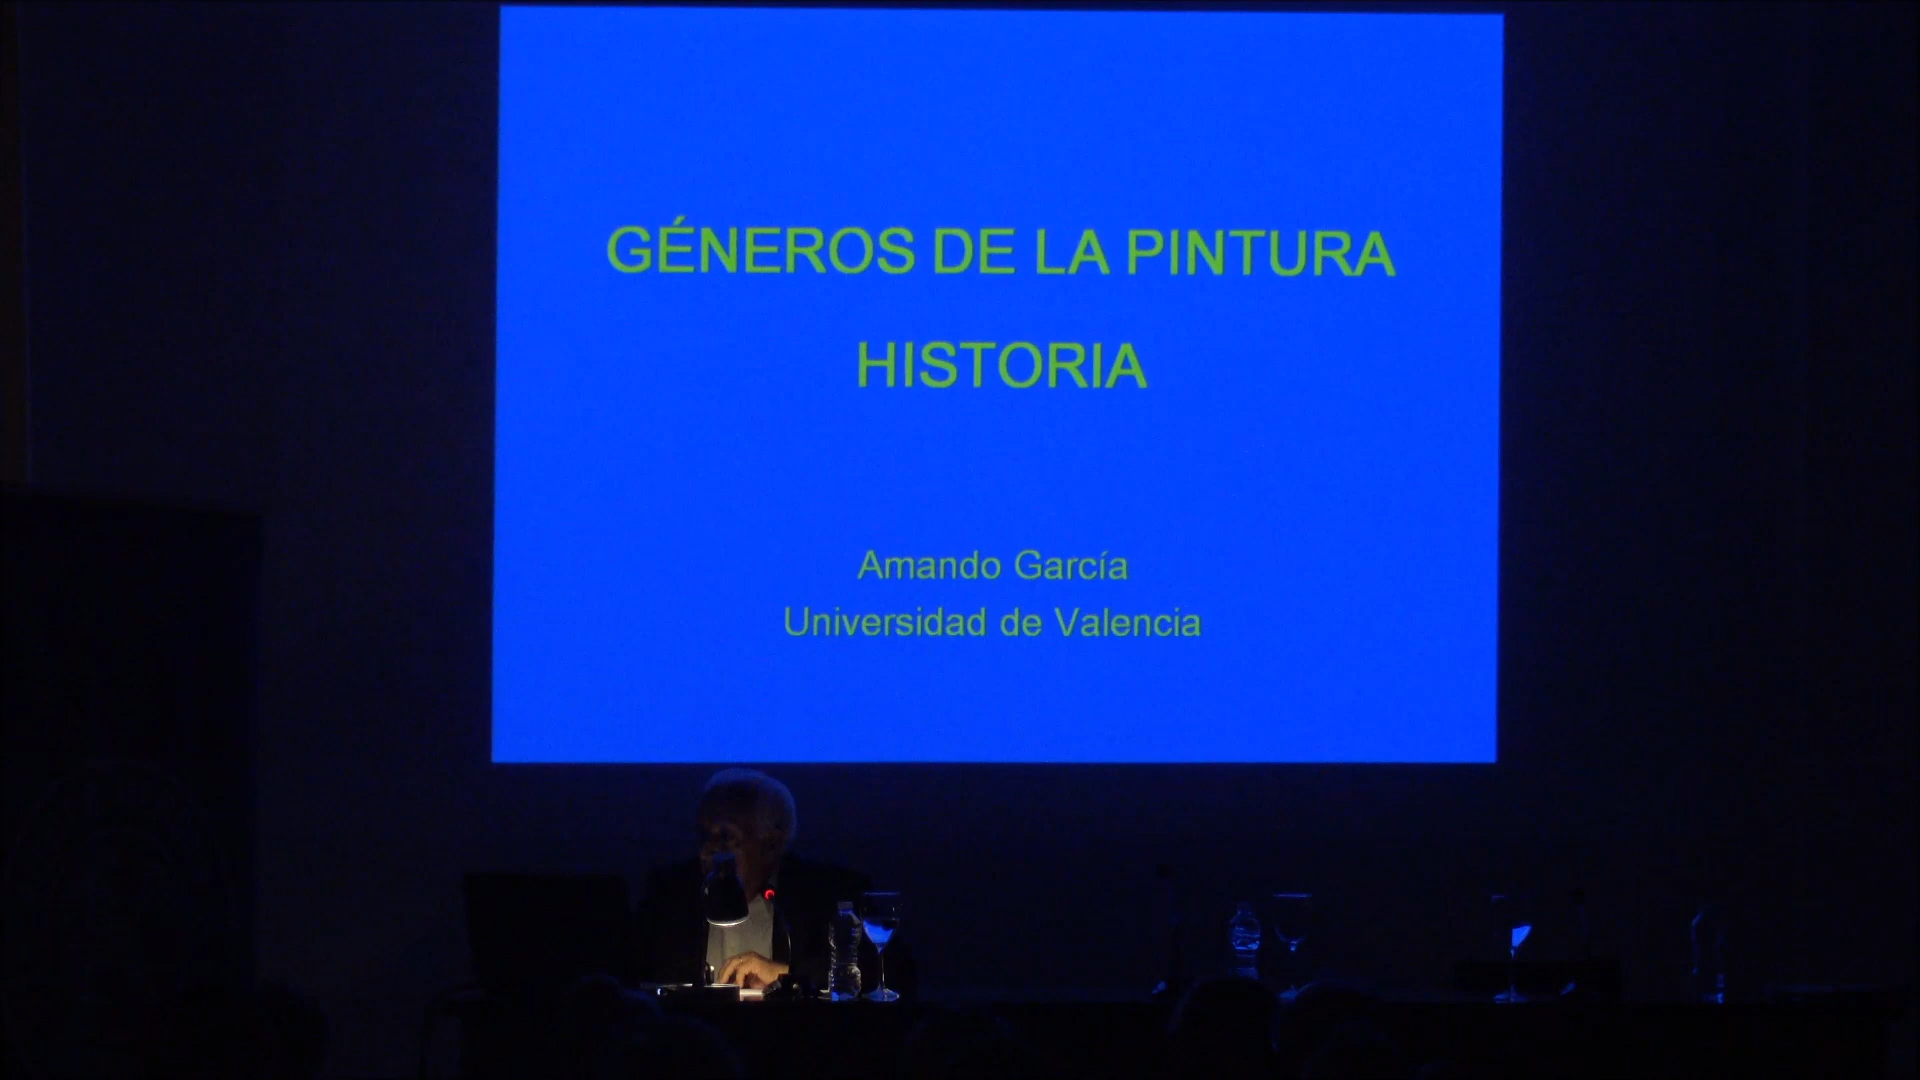 GÉNEROS DE LA PINTURA
HISTORIA
Amando García
Universidad de Valencia